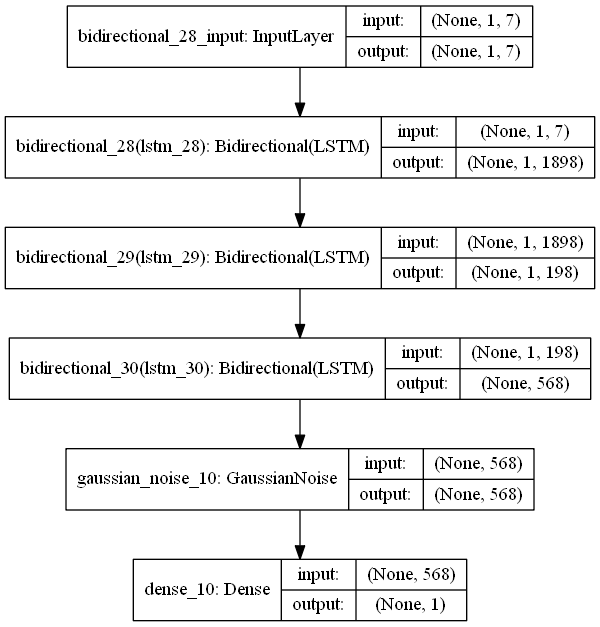 bidirectional_28_input: InputLayer
input: (None, 1, 7)
output: (None, 1, 7)
bidirectional_28(lstm_28): Bidirectional(LSTM)
input: (None, 1, 7)
output: (None, 1, 1898)
bidirectional_29(lstm_29): Bidirectional(LSTM)
input: (None, 1, 1898)
output: (None, 1, 198)
bidirectional_30(lstm_30): Bidirectional(LSTM)
input: (None, 1, 198)
output: (None, 568)
gaussian_noise_10: GaussianNoise
input: (None, 568)
output: (None, 568)
dense_10: Dense
input: (None, 568)
output: (None, 1)